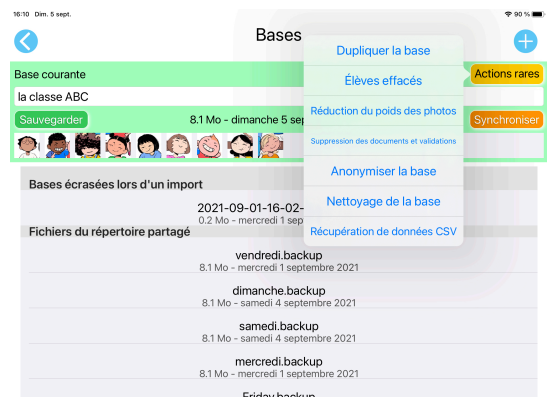 16:10 Dim. 5 sept.
90 %
Bases
Base courante
Actions rares
la classe ABC
Sauvegarder
8.1 Mo - dimanche 5 sep
Synchroniser
Dupliquer la base
Élèves effacés
Réduction du poids des photos
Suppression des documents et validations
Anonymiser la base
Nettoyage de la base
Récupération de données CSV
Bases écrasées lors d'un import
2021-09-01-16-02-
0.2 Mo - mercredi 1 sep
Fichiers du répertoire partagé
vendredi.backup
8.1 Mo - mercredi 1 septembre 2021
dimanche.backup
8.1 Mo - samedi 4 septembre 2021
samedi.backup
8.1 Mo - samedi 4 septembre 2021
mercredi.backup
8.1 Mo - mercredi 1 septembre 2021
Friday.backup